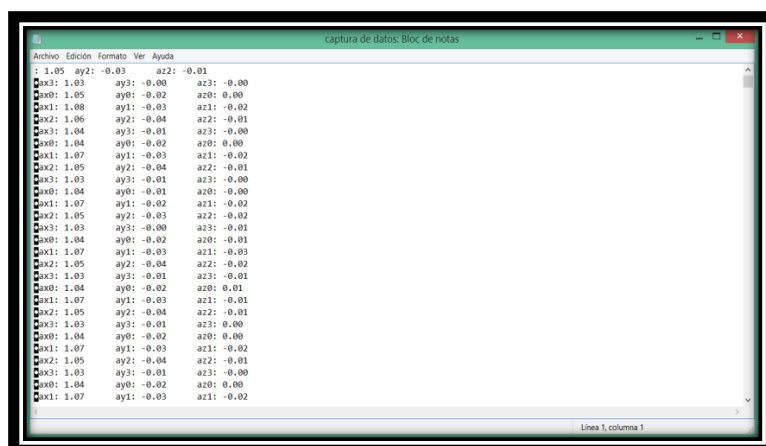 captura de datos: Bloc de notas
Archivo Edición Formato Ver Ayuda
: 1.05 ay2: -0.03 az2: -0.01
ax3: 1.03 ay3: -0.00 az3: -0.00
ax0: 1.05 ay0: -0.02 az0: 0.00
ax1: 1.08 ay1: -0.03 az1: -0.02
ax2: 1.06 ay2: -0.04 az2: -0.01
ax3: 1.04 ay3: -0.01 az3: -0.00
ax0: 1.04 ay0: -0.02 az0: 0.00
ax1: 1.07 ay1: -0.03 az1: -0.02
ax2: 1.05 ay2: -0.04 az2: -0.01
ax3: 1.03 ay3: -0.01 az3: -0.00
ax0: 1.04 ay0: -0.01 az0: -0.00
ax1: 1.07 ay1: -0.02 az1: -0.02
ax2: 1.05 ay2: -0.03 az2: -0.02
ax3: 1.03 ay3: -0.00 az3: -0.01
ax0: 1.04 ay0: -0.02 az0: -0.01
ax1: 1.07 ay1: -0.03 az1: -0.03
ax2: 1.05 ay2: -0.04 az2: -0.02
ax3: 1.03 ay3: -0.01 az3: -0.01
ax0: 1.04 ay0: -0.02 az0: 0.01
ax1: 1.07 ay1: -0.03 az1: -0.01
ax2: 1.05 ay2: -0.04 az2: -0.01
ax3: 1.03 ay3: -0.01 az3: 0.00
ax0: 1.04 ay0: -0.02 az0: 0.00
ax1: 1.07 ay1: -0.03 az1: -0.02
ax2: 1.05 ay2: -0.04 az2: -0.01
ax3: 1.03 ay3: -0.01 az3: -0.00
ax0: 1.04 ay0: -0.02 az0: 0.00
ax1: 1.07 ay1: -0.03 az1: -0.02
Línea 1, columna 1